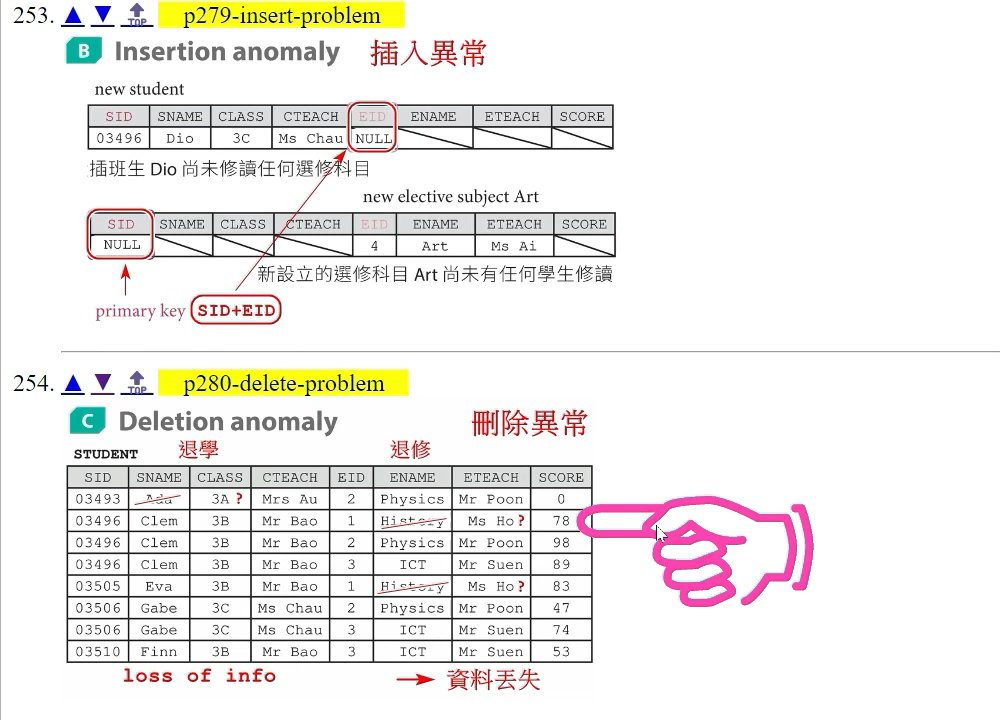 253. TOP p279-insert-problem
B Insertion anomaly 插入異常
new student
SID SNAME CLASS CTEACH EID ENAME ETEACH SCORE
03496 Dio 3C Ms Chau NULL
插班生 Dio 尚未修讀任何選修科目
new elective subject Art
SID SNAME CLASS CTEACH EID ENAME ETEACH SCORE
NULL 4 Art Ms Ai
新設立的選修科目 Art 尚未有任何學生修讀
primary key SID+EID
254. TOP p280-delete-problem
C Deletion anomaly 刪除異常
STUDENT 退學 退修
SID SNAME CLASS CTEACH EID ENAME ETEACH SCORE
03493 Ada 3A ? Mrs Au 2 Physics Mr Poon 0
03496 Clem 3B Mr Bao 1 History Ms Ho ? 78
03496 Clem 3B Mr Bao 2 Physics Mr Poon 98
03496 Clem 3B Mr Bao 3 ICT Mr Suen 89
03505 Eva 3B Mr Bao 1 History Ms Ho ? 83
03506 Gabe 3C Ms Chau 2 Physics Mr Poon 47
03506 Gabe 3C Ms Chau 3 ICT Mr Suen 74
03510 Finn 3B Mr Bao 3 ICT Mr Suen 53
loss of info → 資料丟失